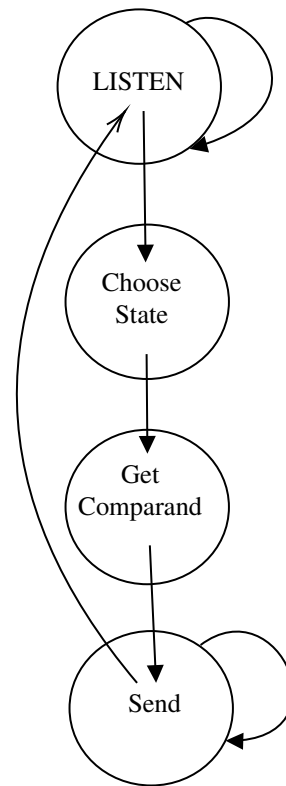 LISTEN
Choose
State
Get
Comparand
Send